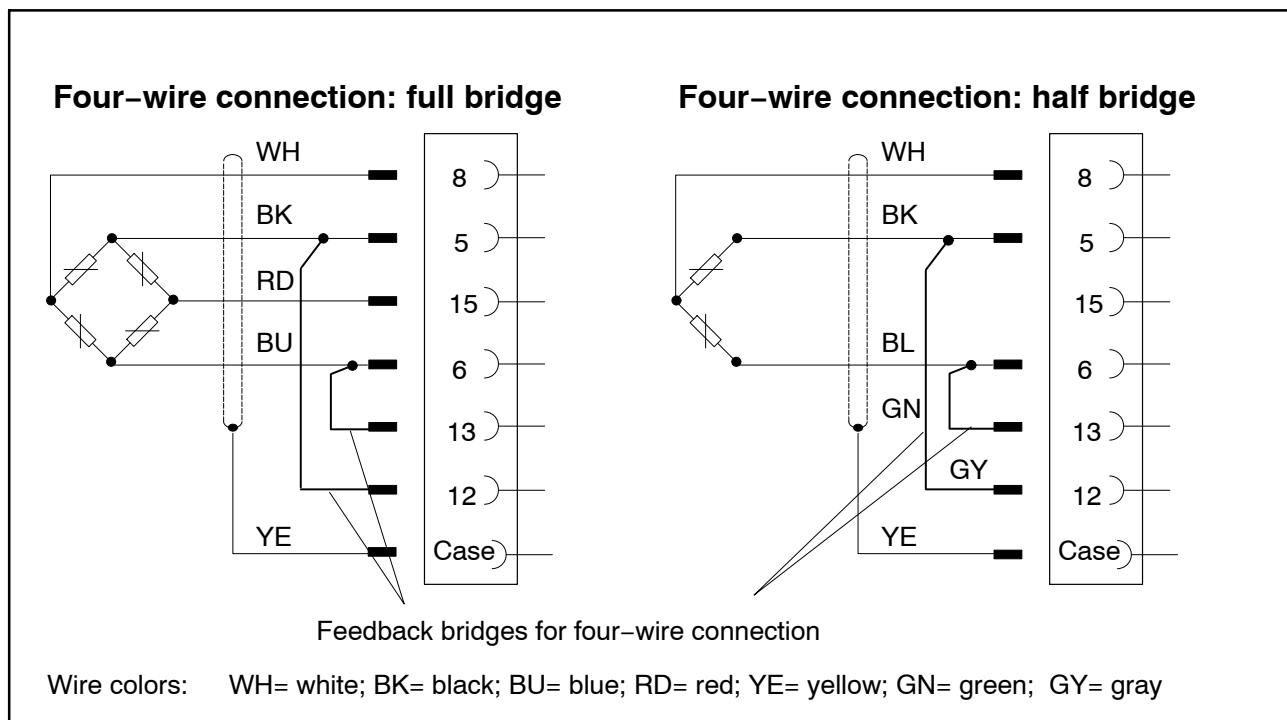 Four−wire connection: full bridge
WH
BK
RD
BU
YE
8
5
15
6
13
12
Case
Four−wire connection: half bridge
WH
BK
BL
GN
GY
YE
8
5
15
6
13
12
Case
Feedback bridges for four−wire connection
Wire colors: WH= white; BK= black; BU= blue; RD= red; YE= yellow; GN= green; GY= gray